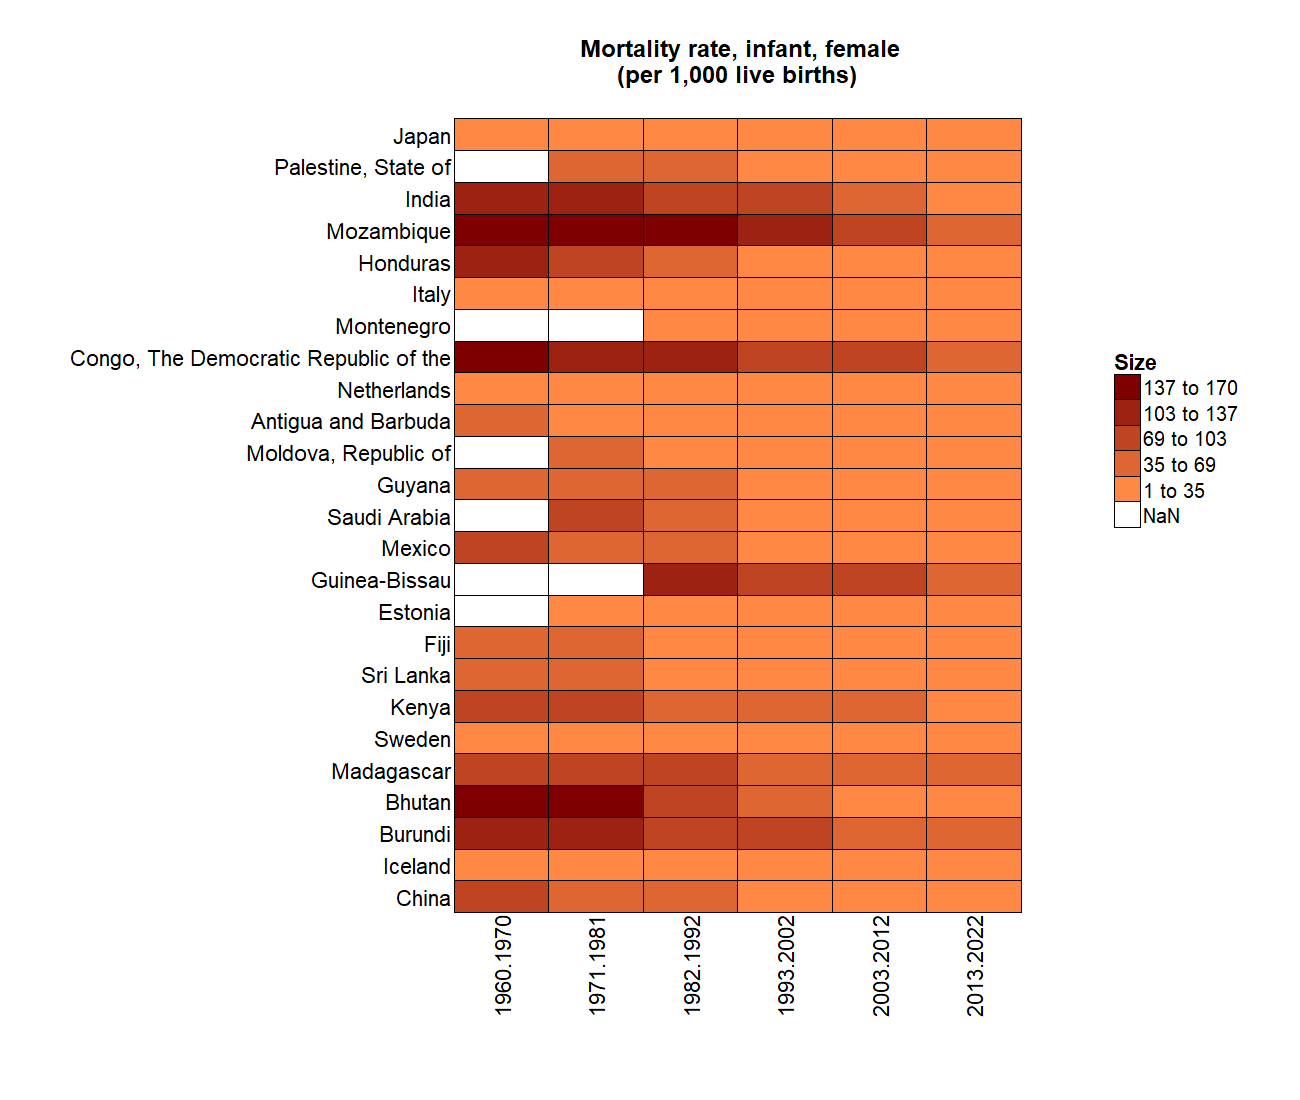 Mortality rate, infant, female
(per 1,000 live births)
Japan
Palestine, State of
India
Mozambique
Honduras
Italy
Montenegro
Congo, The Democratic Republic of the
Netherlands
Antigua and Barbuda
Moldova, Republic of
Guyana
Saudi Arabia
Mexico
Guinea-Bissau
Estonia
Fiji
Sri Lanka
Kenya
Sweden
Madagascar
Bhutan
Burundi
Iceland
China
1960.1970
1971.1981
1982.1992
1993.2002
2003.2012
2013.2022
Size
137 to 170
103 to 137
69 to 103
35 to 69
1 to 35
NaN